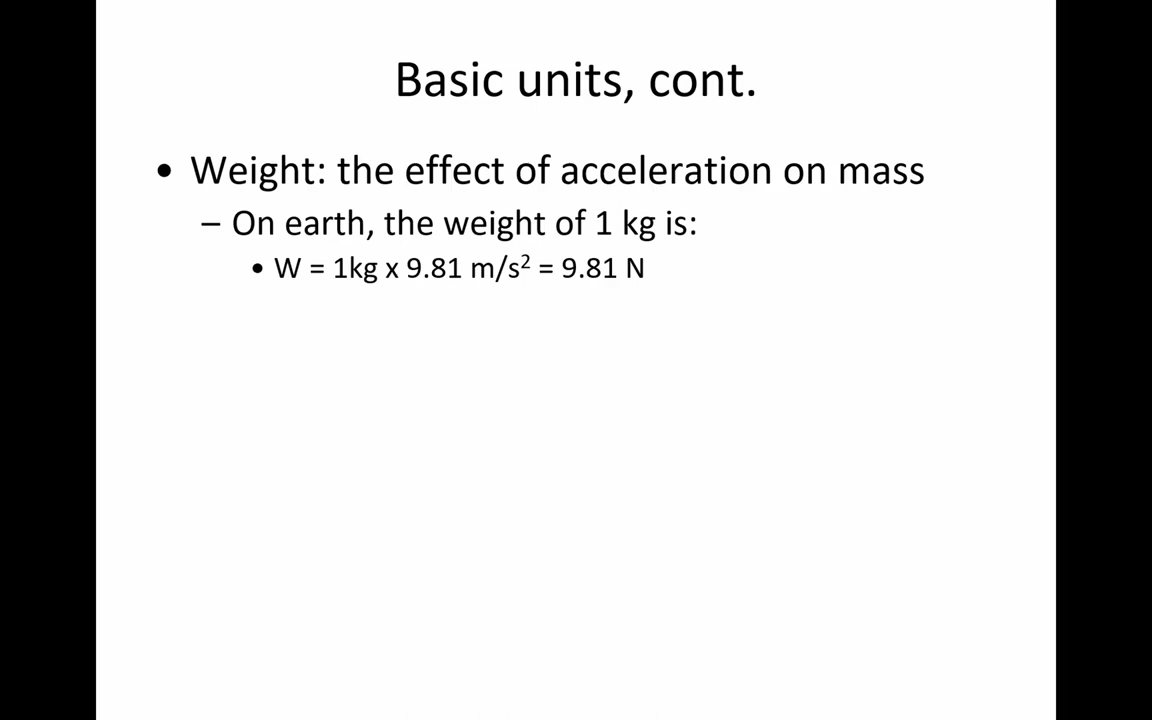 Basic units, cont.
• Weight: the effect of acceleration on mass
– On earth, the weight of 1 kg is:
• W = 1kg x 9.81 m/s² = 9.81 N